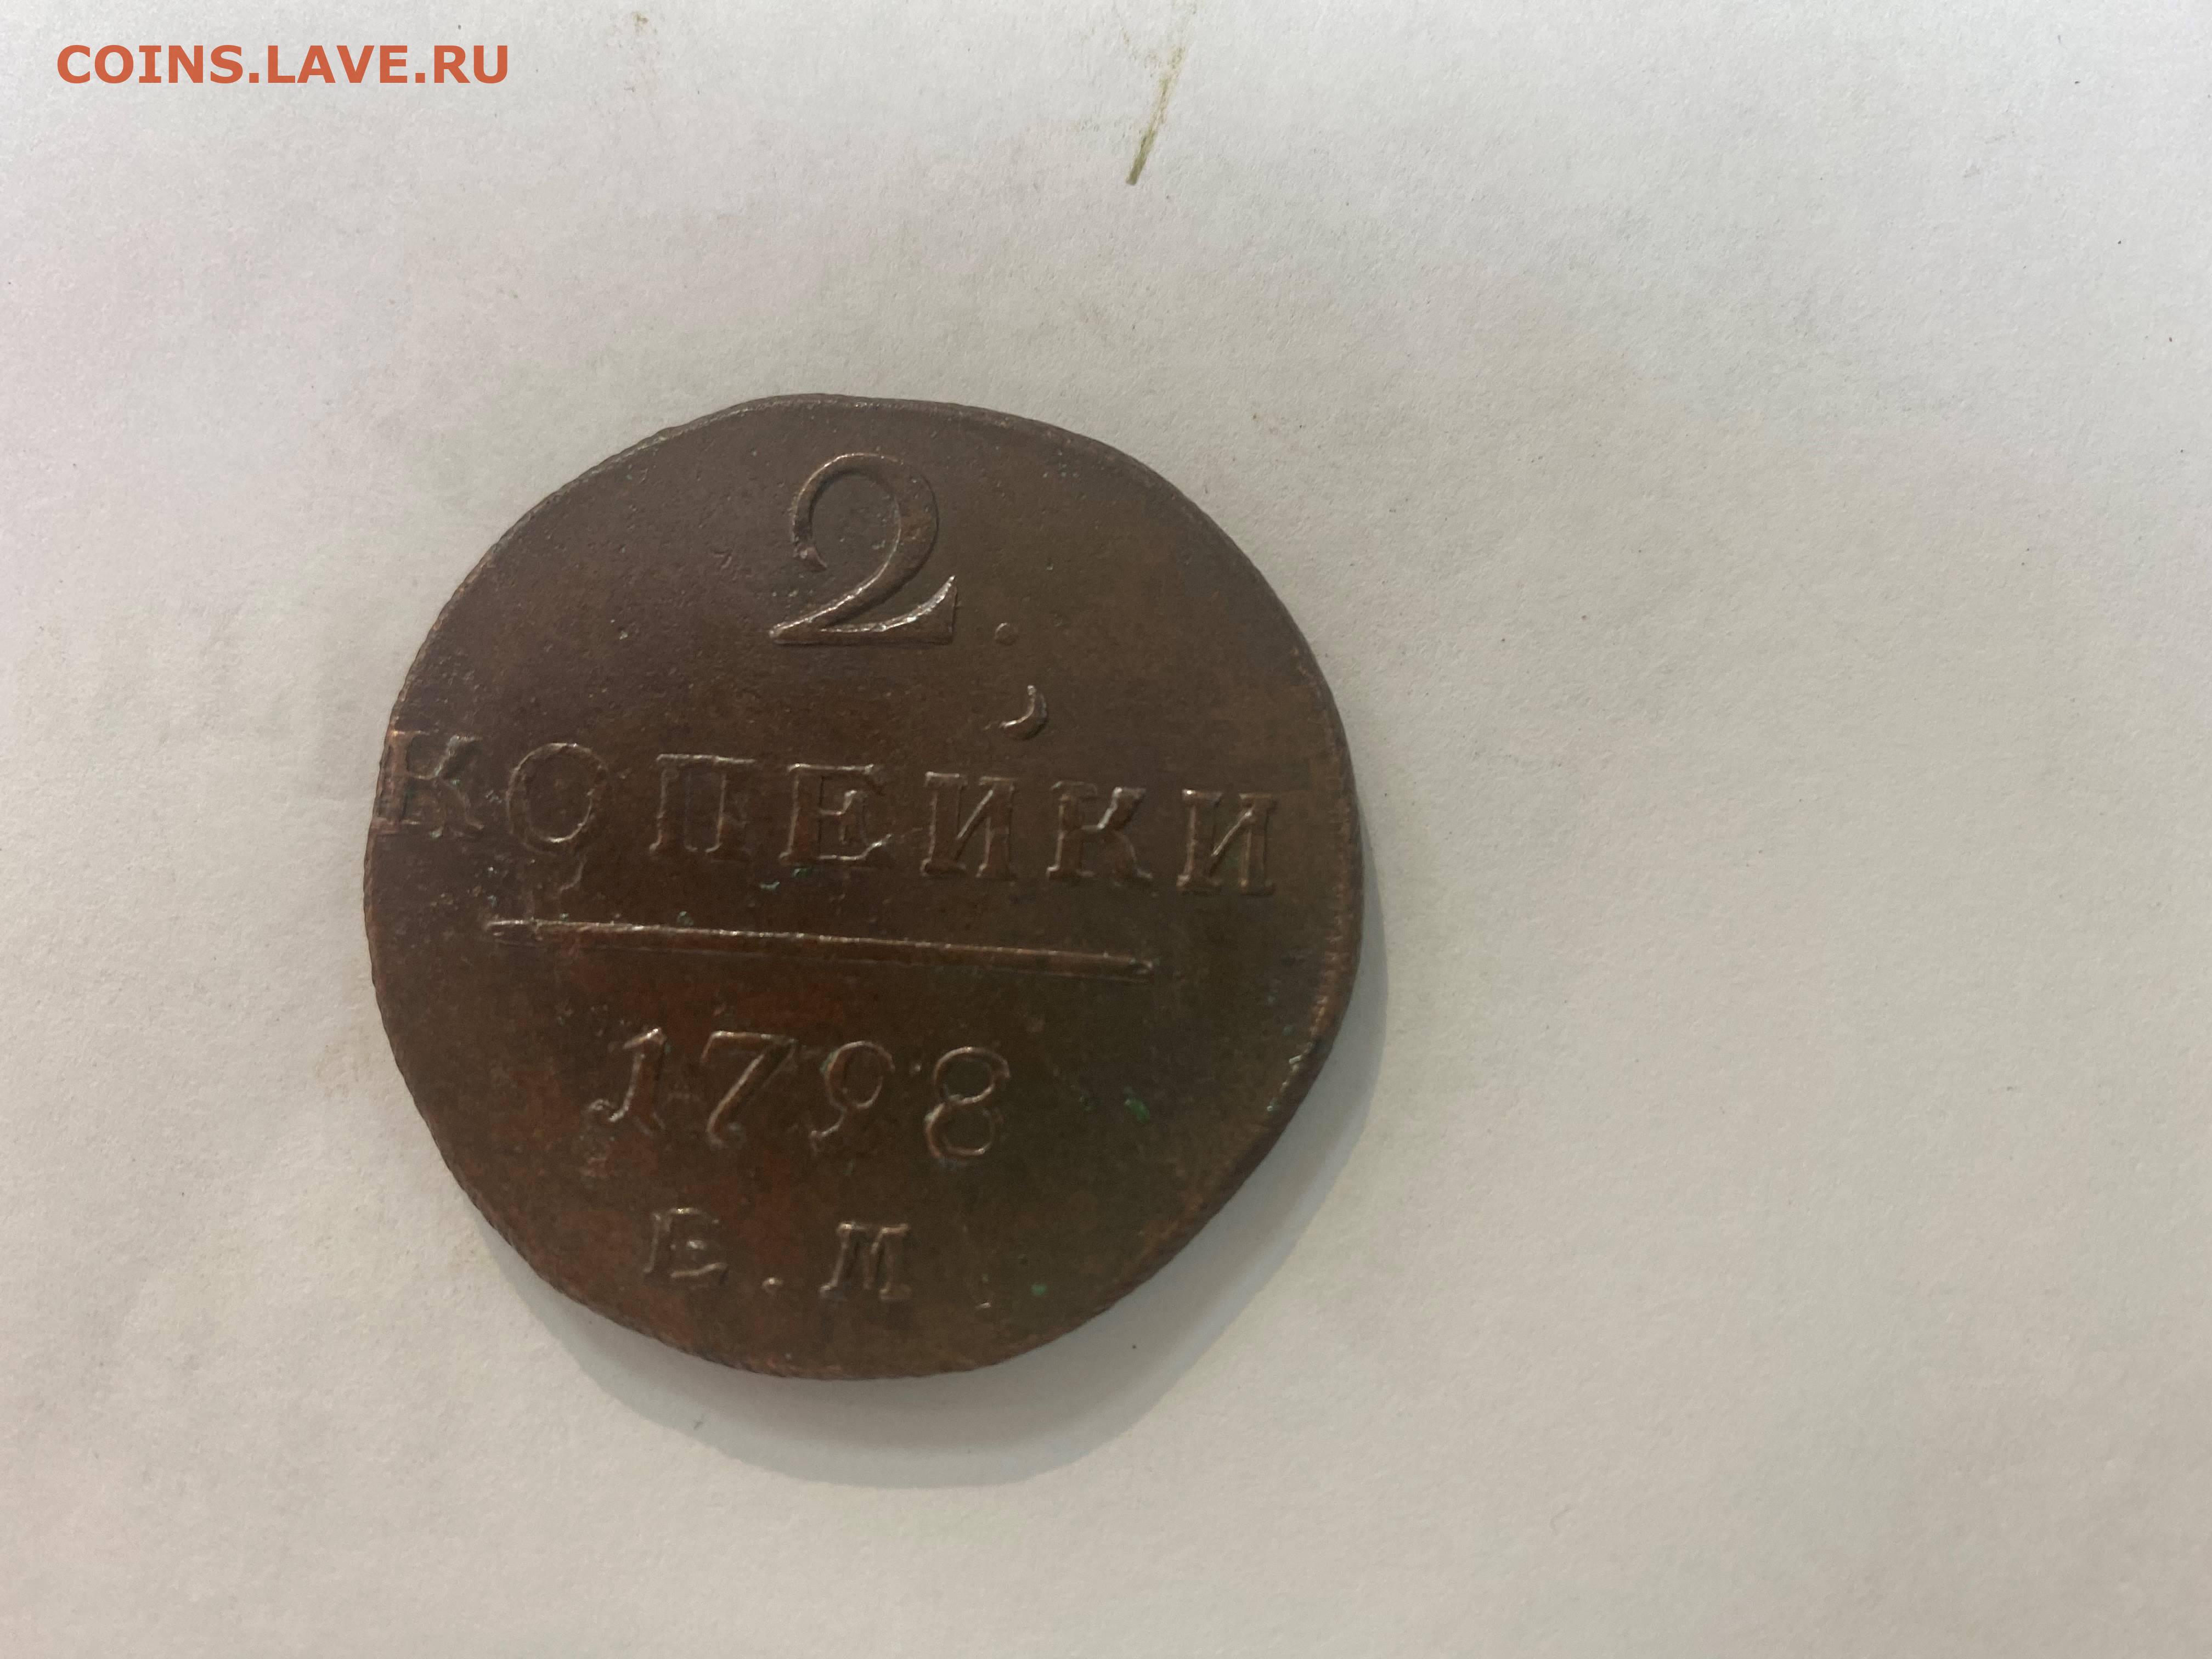 COINS.LAVE.RU
2.
КОПЕЙКИ
1798
Е.М